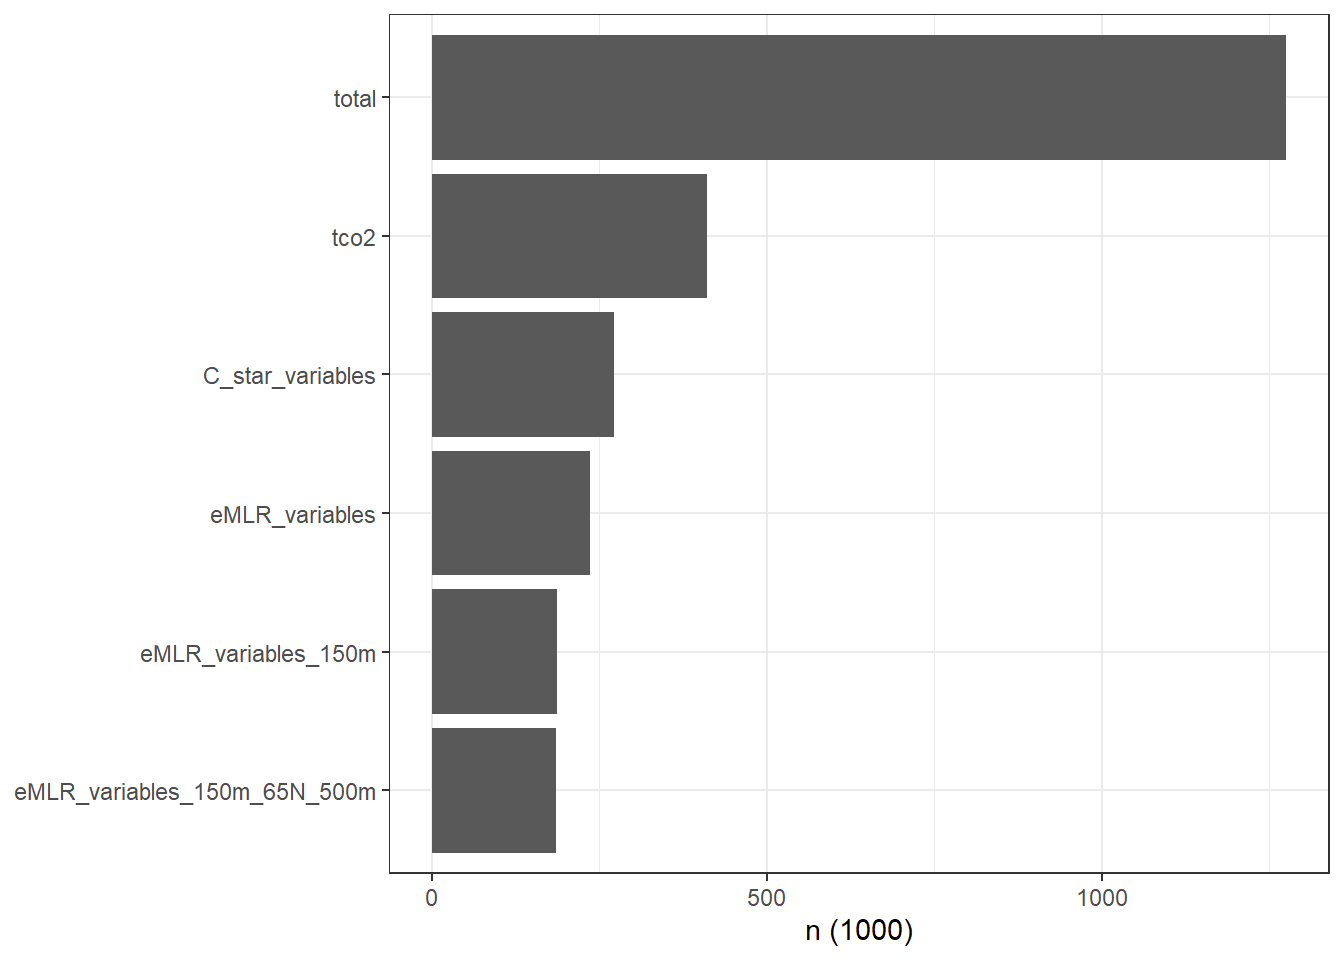 total
tco2
C_star_variables
eMLR_variables
eMLR_variables_150m
eMLR_variables_150m_65N_500m
0 500 1000
n (1000)